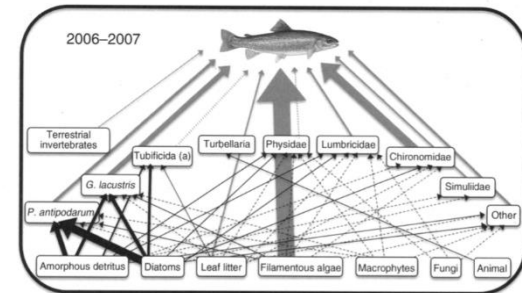 2006–2007
Terrestrial
invertebrates
Tubificida (a)
Turbellaria
Physidae
Lumbricidae
Chironomidae
G. lacustris
Simuliidae
P. antipodarum
Other
Amorphous detritus
Diatoms
Leaf litter
Filamentous algae
Macrophytes
Fungi
Animal